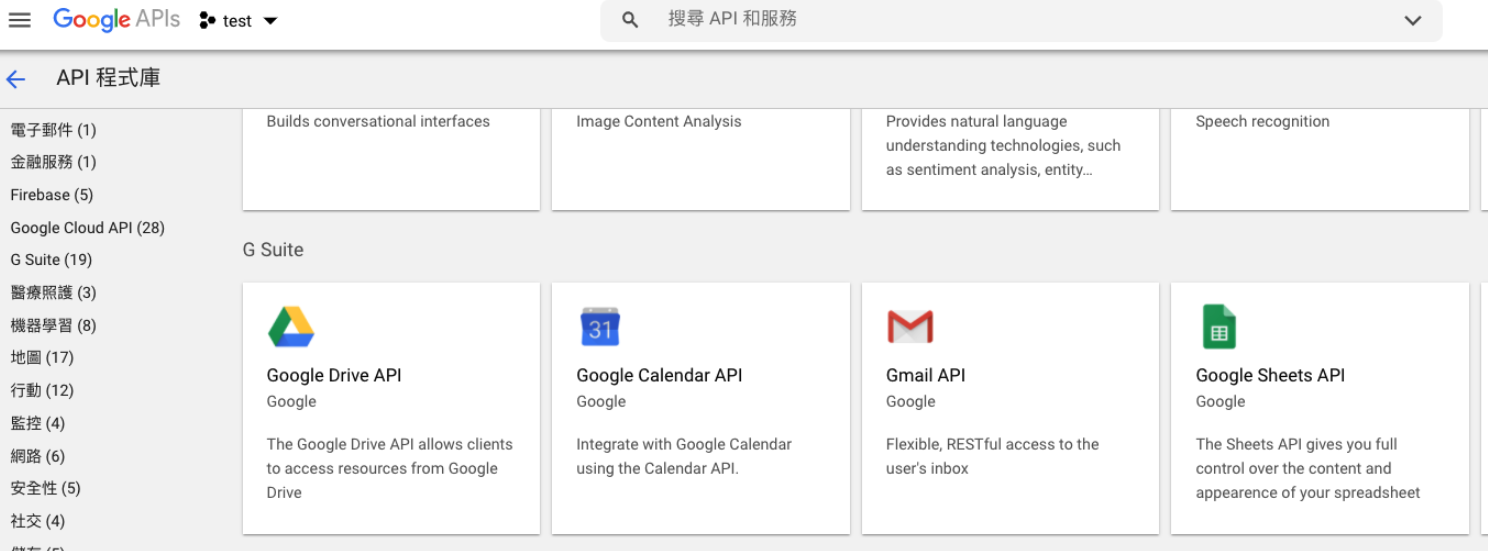 Google APIs
test
搜尋 API 和服務
API 程式庫
電子郵件 (1)
金融服務 (1)
Firebase (5)
Google Cloud API (28)
G Suite (19)
醫療照護 (3)
機器學習 (8)
地圖 (17)
行動 (12)
監控 (4)
網路 (6)
安全性 (5)
社交 (4)
Builds conversational interfaces
Image Content Analysis
Provides natural language
understanding technologies, such
as sentiment analysis, entity...
Speech recognition
G Suite
Google Drive API
Google
The Google Drive API allows clients
to access resources from Google
Drive
31
Google Calendar API
Google
Integrate with Google Calendar
using the Calendar API.
Gmail API
Google
Flexible, RESTful access to the
user's inbox
Google Sheets API
Google
The Sheets API gives you full
control over the content and
appearence of your spreadsheet